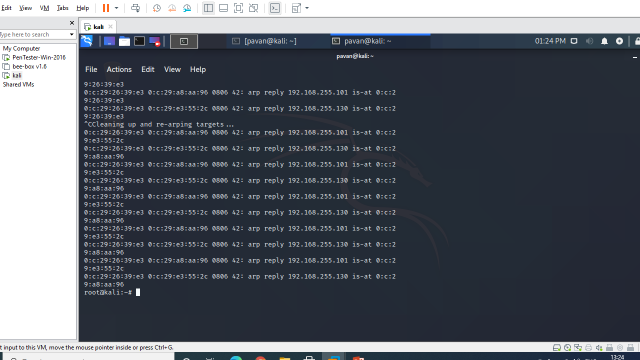 Edit View VM Tabs Help
kali
Type here to search
My Computer
PenTester-Win-2016
bee-box v1.6
kali
Shared VMs
[pavan@kali: ~]
pavan@kali: ~
01:24 PM
pavan@kali: ~
File Actions Edit View Help
9:26:39:e3
0:c:29:26:39:e3 0:c:29:a8:aa:96 0806 42: arp reply 192.168.255.101 is-at 0:c:2
9:26:39:e3
0:c:29:26:39:e3 0:c:29:e3:55:2c 0806 42: arp reply 192.168.255.130 is-at 0:c:2
9:26:39:e3
^CCleaning up and re-arping targets...
0:c:29:26:39:e3 0:c:29:a8:aa:96 0806 42: arp reply 192.168.255.101 is-at 0:c:2
9:e3:55:2c
0:c:29:26:39:e3 0:c:29:e3:55:2c 0806 42: arp reply 192.168.255.130 is-at 0:c:2
9:a8:aa:96
0:c:29:26:39:e3 0:c:29:a8:aa:96 0806 42: arp reply 192.168.255.101 is-at 0:c:2
9:e3:55:2c
0:c:29:26:39:e3 0:c:29:e3:55:2c 0806 42: arp reply 192.168.255.130 is-at 0:c:2
9:a8:aa:96
0:c:29:26:39:e3 0:c:29:a8:aa:96 0806 42: arp reply 192.168.255.101 is-at 0:c:2
9:e3:55:2c
0:c:29:26:39:e3 0:c:29:e3:55:2c 0806 42: arp reply 192.168.255.130 is-at 0:c:2
9:a8:aa:96
0:c:29:26:39:e3 0:c:29:a8:aa:96 0806 42: arp reply 192.168.255.101 is-at 0:c:2
9:e3:55:2c
0:c:29:26:39:e3 0:c:29:e3:55:2c 0806 42: arp reply 192.168.255.130 is-at 0:c:2
9:a8:aa:96
0:c:29:26:39:e3 0:c:29:a8:aa:96 0806 42: arp reply 192.168.255.101 is-at 0:c:2
9:e3:55:2c
0:c:29:26:39:e3 0:c:29:e3:55:2c 0806 42: arp reply 192.168.255.130 is-at 0:c:2
9:a8:aa:96
root@kali:~#
t input to this VM, move the mouse pointer inside or press Ctrl+G.
13:24